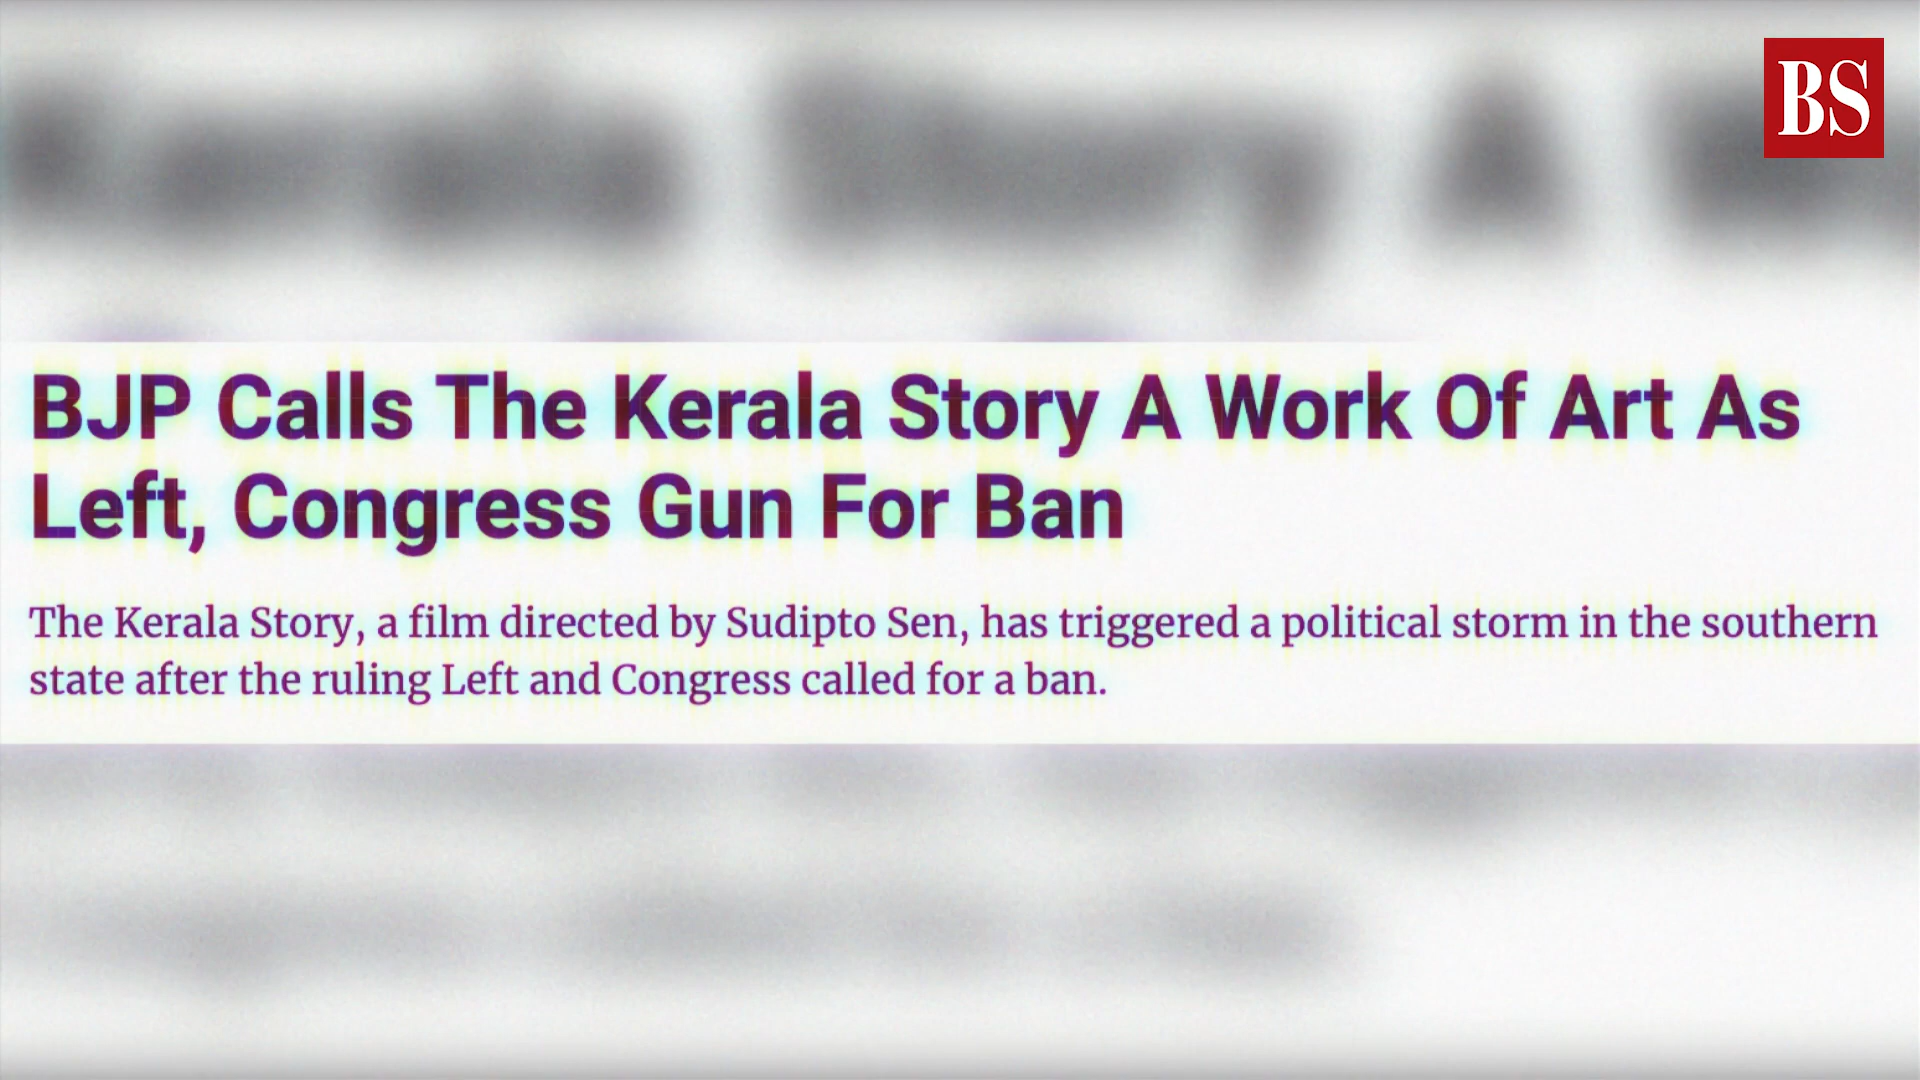 BS
BJP Calls The Kerala Story A Work Of Art As
Left, Congress Gun For Ban
The Kerala Story, a film directed by Sudipto Sen, has triggered a political storm in the southern
state after the ruling Left and Congress called for a ban.